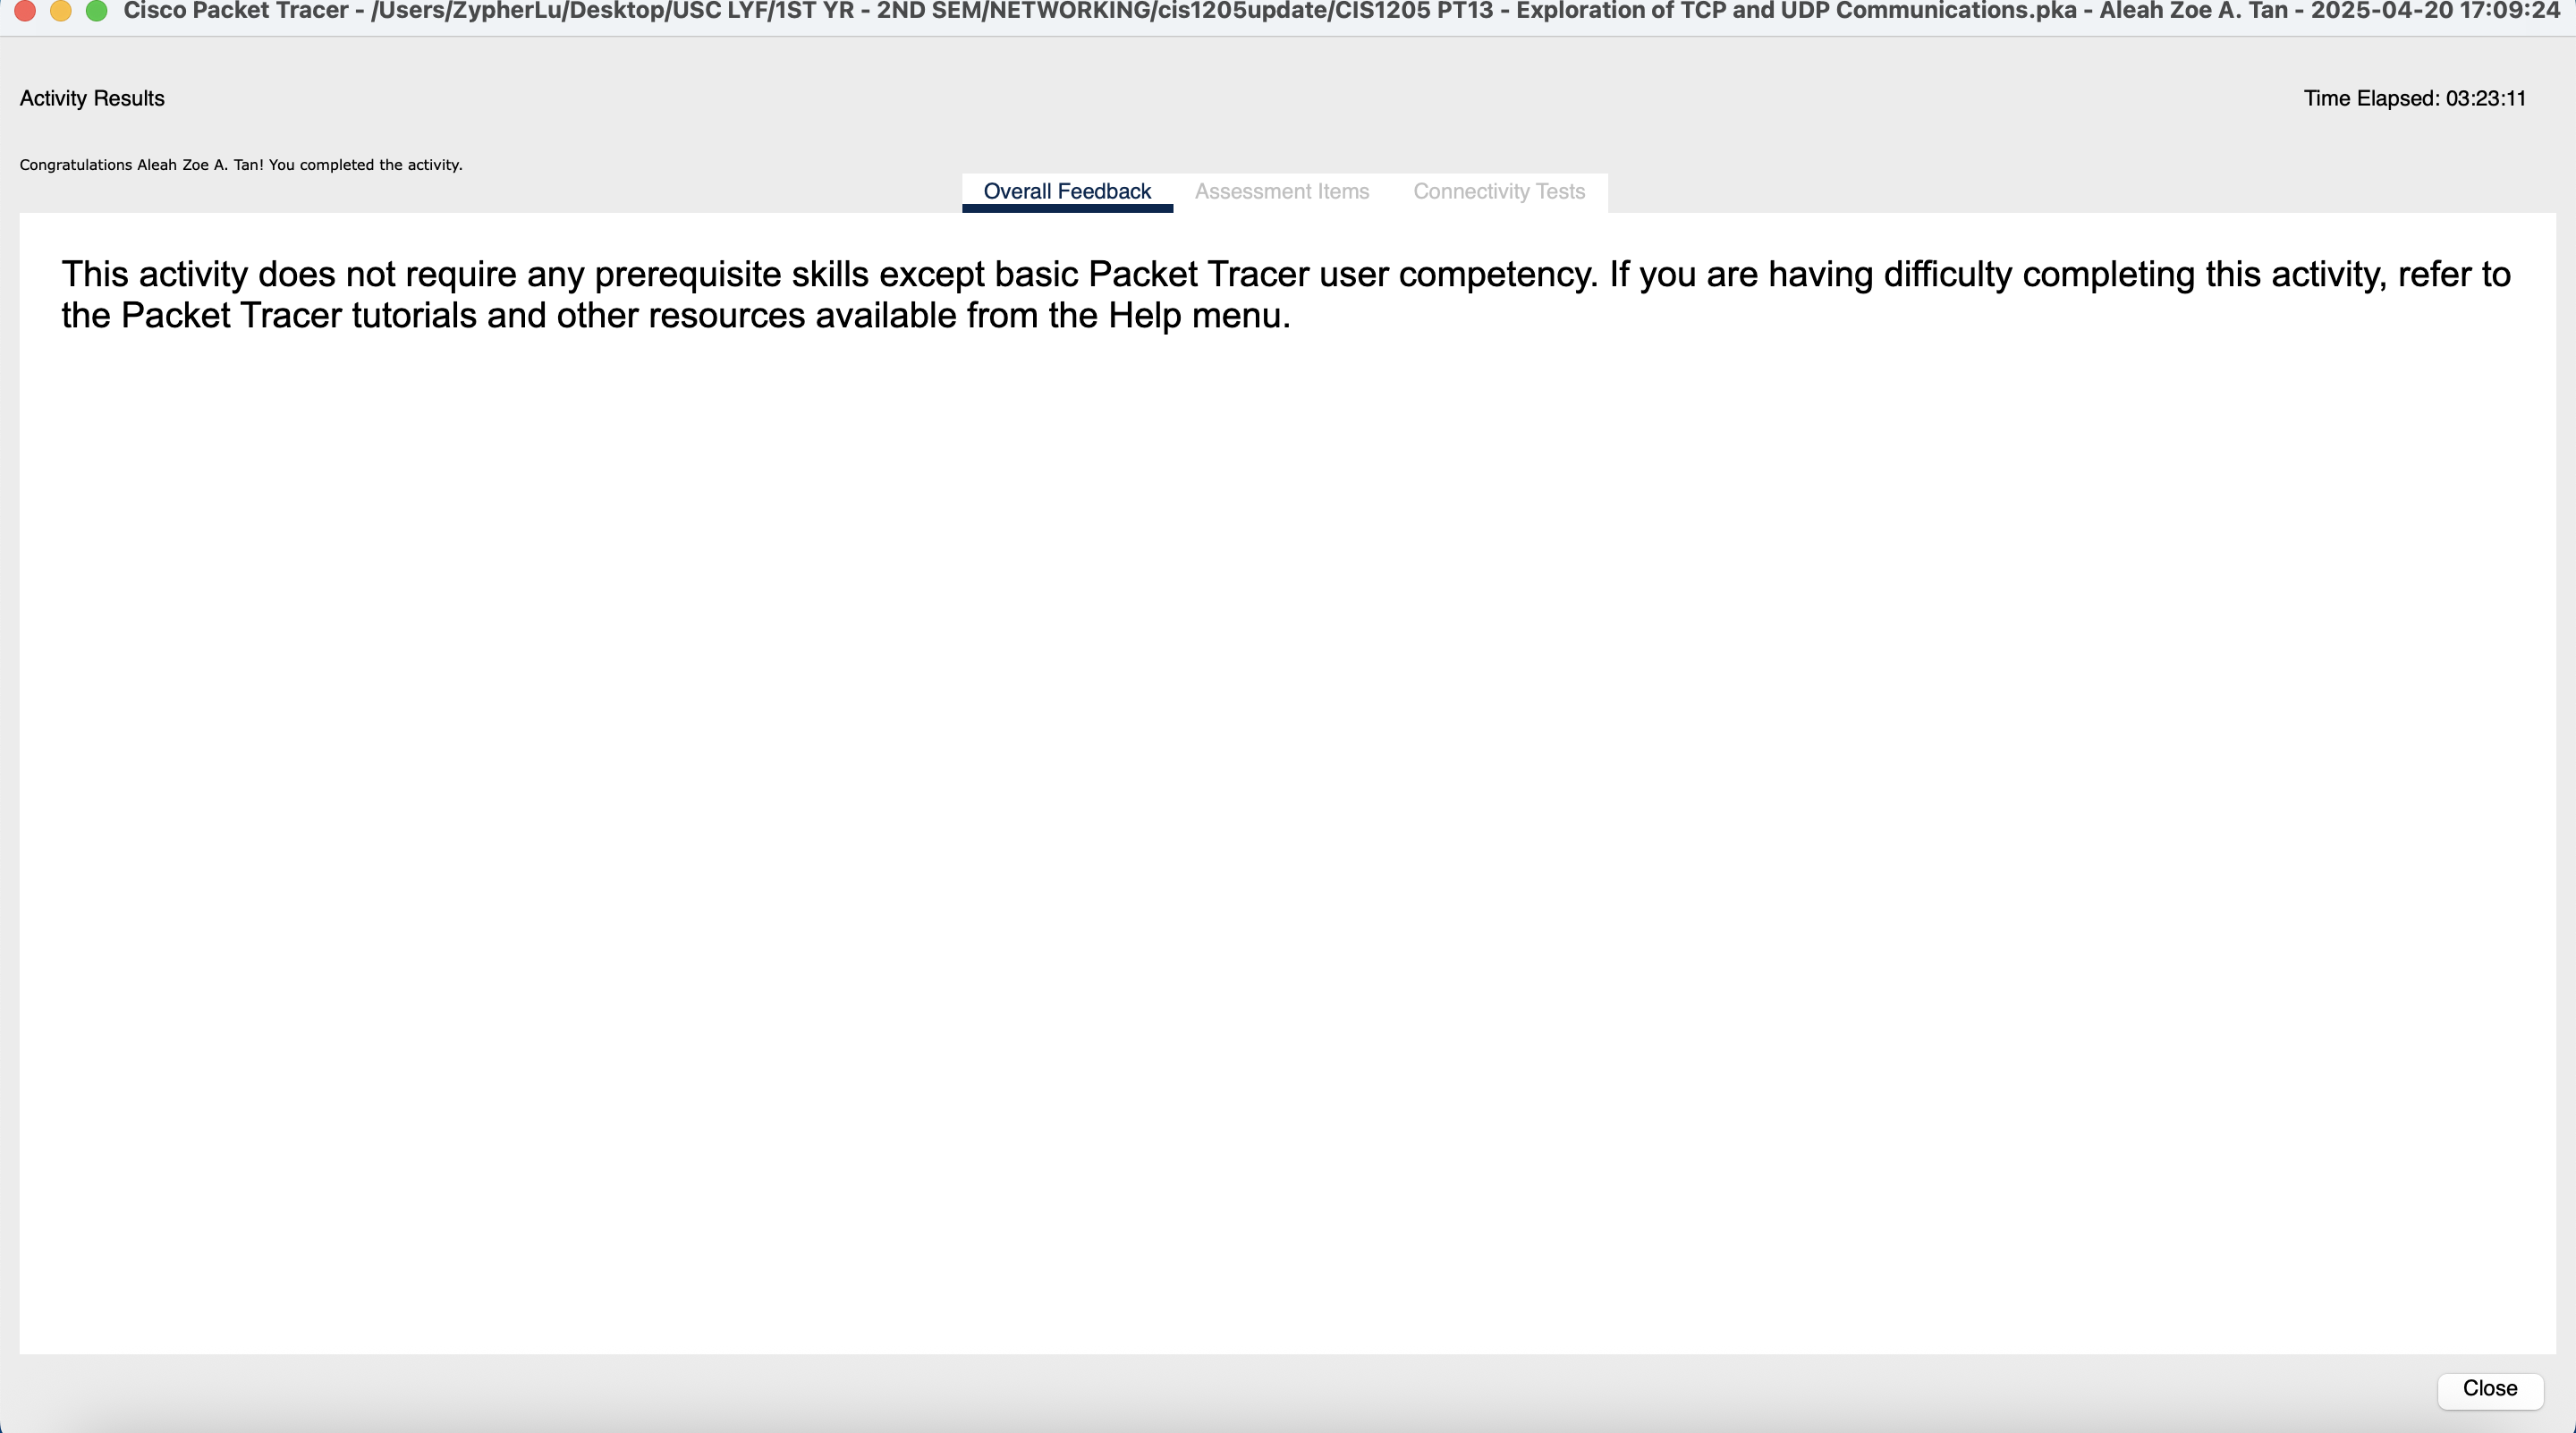 Cisco Packet Tracer - /Users/ZypherLu/Desktop/USC LYF/1ST YR - 2ND SEM/NETWORKING/cis1205update/CIS1205 PT13 - Exploration of TCP and UDP Communications.pka - Aleah Zoe A. Tan - 2025-04-20 17:09:24
Activity Results
Time Elapsed: 03:23:11
Congratulations Aleah Zoe A. Tan! You completed the activity.
Overall Feedback
Assessment Items
Connectivity Tests
This activity does not require any prerequisite skills except basic Packet Tracer user competency. If you are having difficulty completing this activity, refer to
the Packet Tracer tutorials and other resources available from the Help menu.
Close